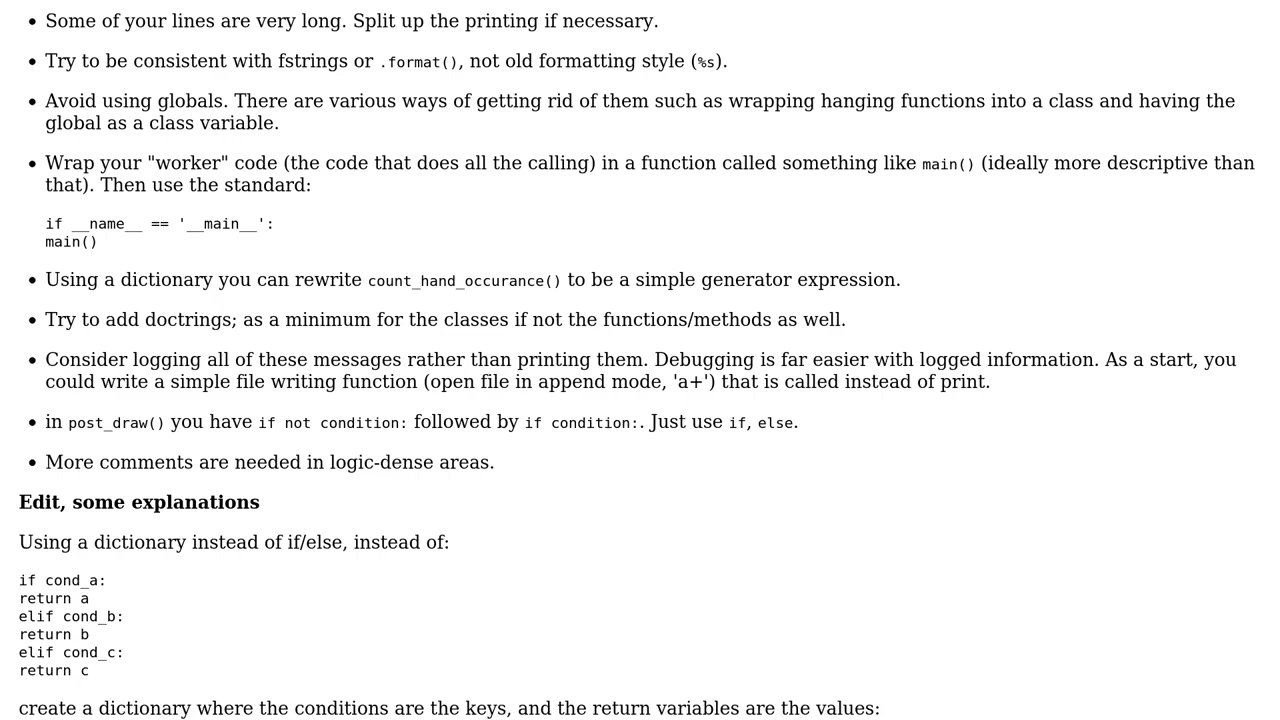 • Some of your lines are very long. Split up the printing if necessary.
• Try to be consistent with fstrings or .format(), not old formatting style (%s).
• Avoid using globals. There are various ways of getting rid of them such as wrapping hanging functions into a class and having the
global as a class variable.
• Wrap your "worker" code (the code that does all the calling) in a function called something like main() (ideally more descriptive than
that). Then use the standard:
if __name__ == '__main__':
main()
• Using a dictionary you can rewrite count_hand_occurance() to be a simple generator expression.
• Try to add doctrings; as a minimum for the classes if not the functions/methods as well.
• Consider logging all of these messages rather than printing them. Debugging is far easier with logged information. As a start, you
could write a simple file writing function (open file in append mode, 'a+') that is called instead of print.
• in post_draw() you have if not condition: followed by if condition:. Just use if, else.
• More comments are needed in logic-dense areas.
Edit, some explanations
Using a dictionary instead of if/else, instead of:
if cond_a:
return a
elif cond_b:
return b
elif cond_c:
return c
create a dictionary where the conditions are the keys, and the return variables are the values: